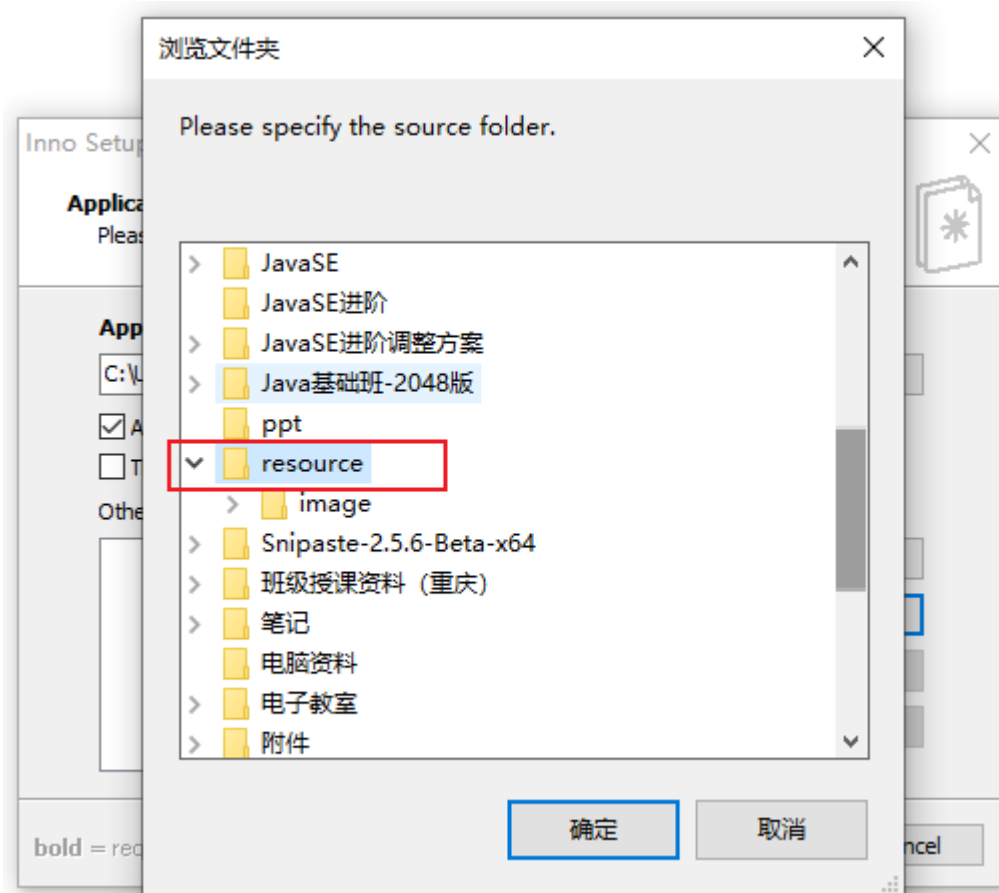 浏览文件夹
Please specify the source folder.
Inno Setup
Applica
Pleas
JavaSE
JavaSE进阶
JavaSE进阶调整方案
Java基础班-2048版
ppt
resource
image
Snipaste-2.5.6-Beta-x64
班级授课资料（重庆）
笔记
电脑资料
电子教室
附件
App
C:\U
A
T
Othe
确定
取消
bold = req
ncel